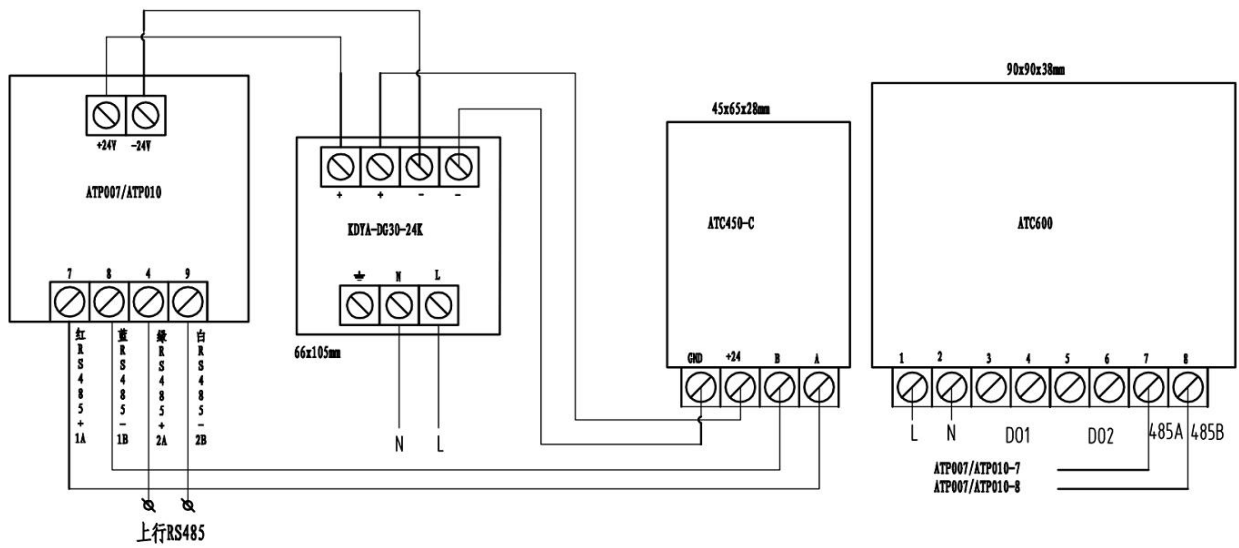 90x90x38mm
45x65x28mm
+24V -24V
ATP007/ATP010
+ + - -
KDYA-DG30-24K
ATC450-C
ATC600
7 8 4 9
N L
66x105mm
GND +24 B A
1 2 3 4 5 6 7 8
红RS485+1A
蓝RS485-1B
绿RS485+2A
白RS485-2B
N L
L N D01 D02 485A 485B
ATP007/ATP010-7
ATP007/ATP010-8
上行RS485